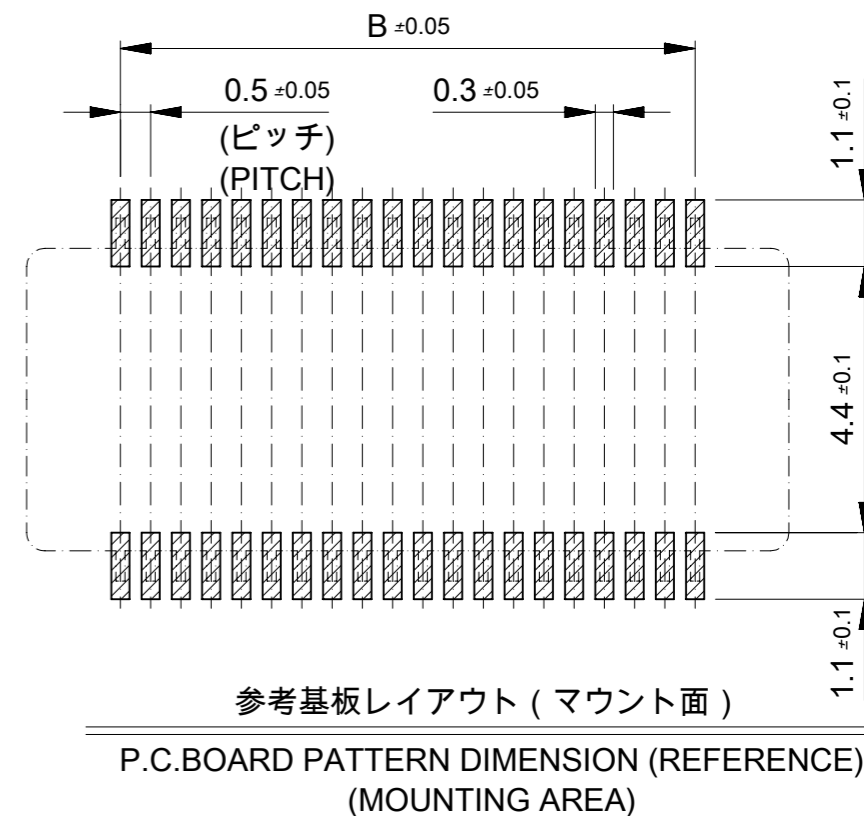 B ±0.05
0.5 ±0.05
0.3 ±0.05
(ピッチ)
(PITCH)
1.1 ±0.1
4.4 ±0.1
1.1 ±0.1
参考基板レイアウト ( マウント面 )
P.C.BOARD PATTERN DIMENSION (REFERENCE)
(MOUNTING AREA)